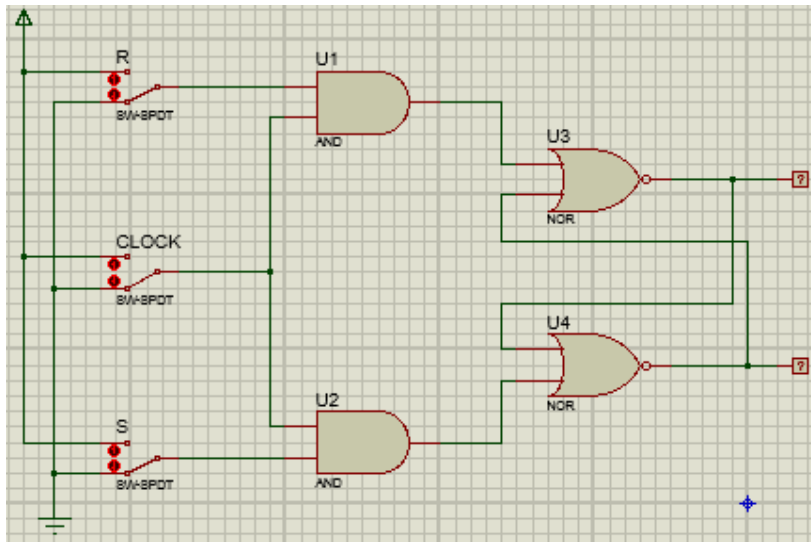 R
SW-SPDT
U1
AND
U3
NOR
?
CLOCK
SW-SPDT
U4
NOR
?
S
SW-SPDT
U2
AND